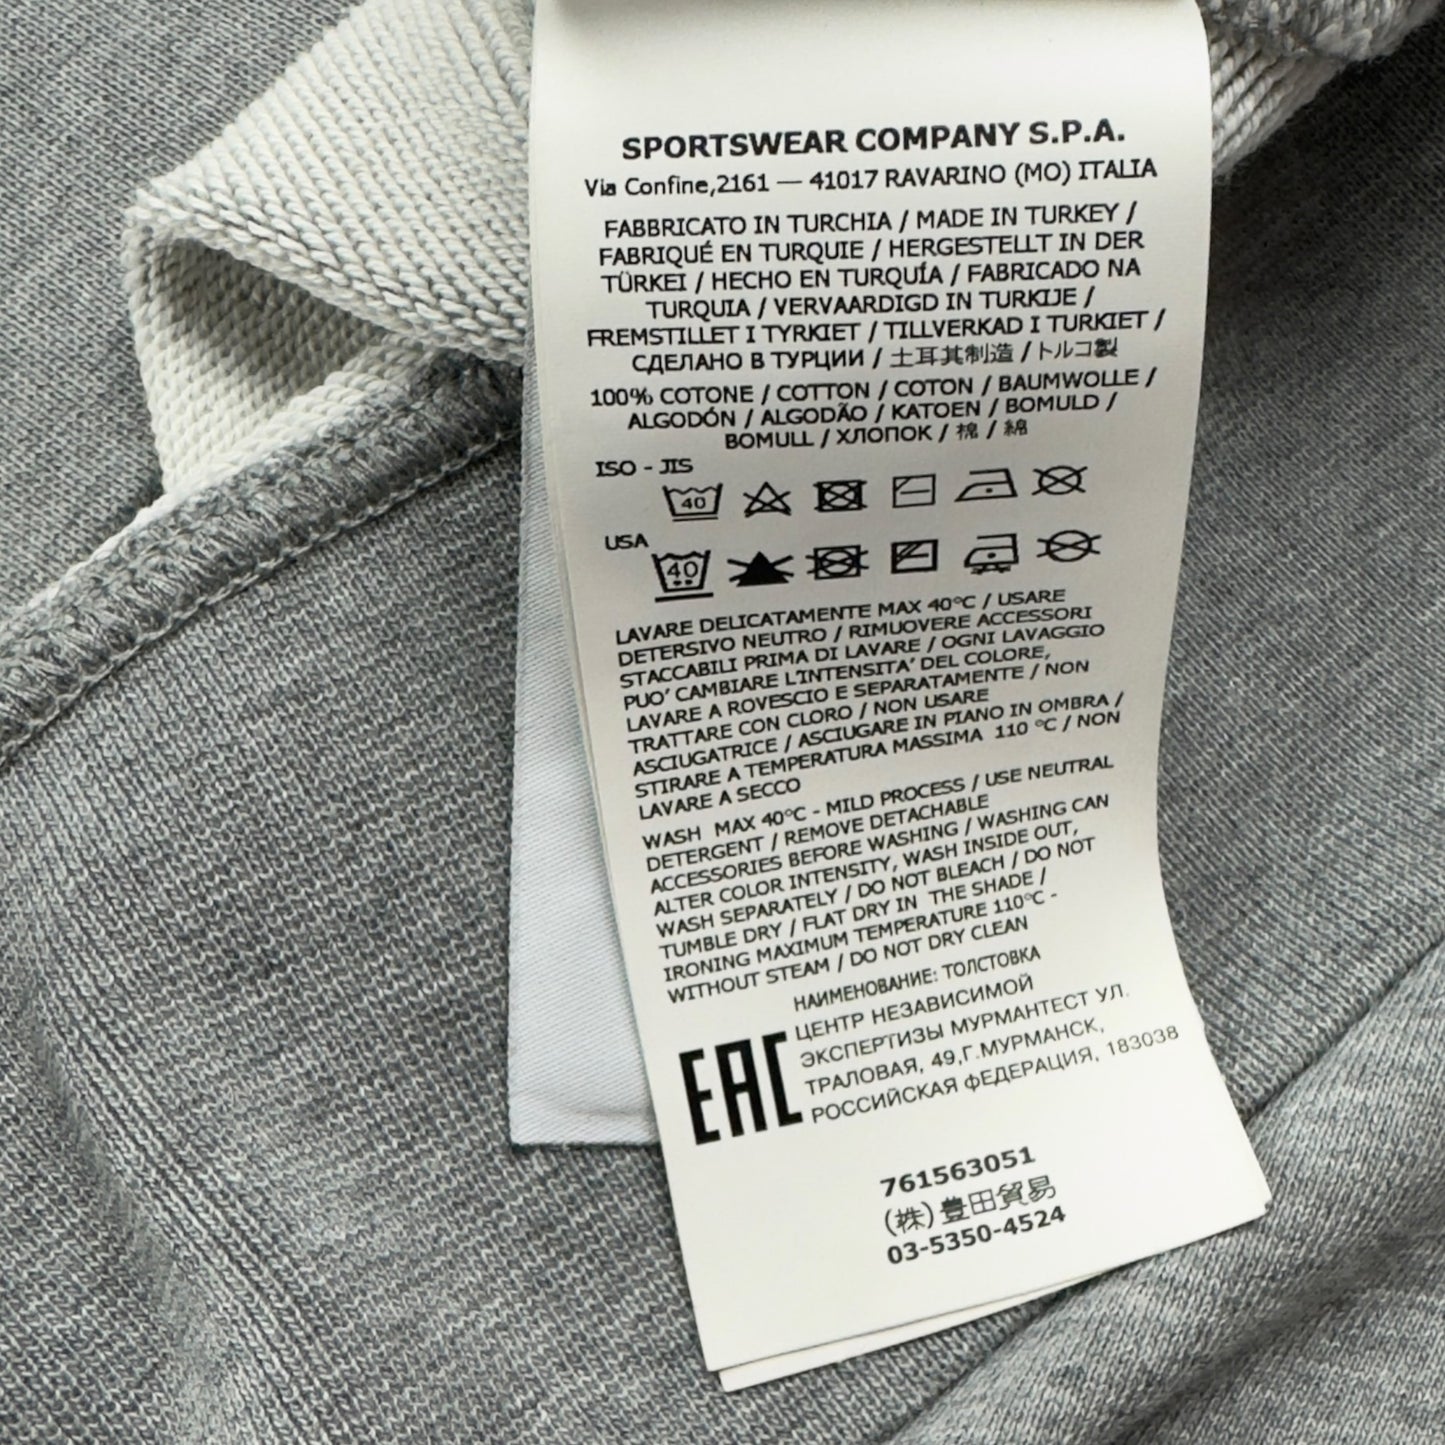 SPORTSWEAR COMPANY S.P.A.
Via Confine,2161 — 41017 RAVARINO (MO) ITALIA
FABBRICATO IN TURCHIA / MADE IN TURKEY /
FABRIQUÉ EN TURQUIE / HERGESTELLT IN DER
TÜRKEI / HECHO EN TURQUÍA / FABRICADO NA
TURQUIA / VERVAARDIGD IN TURKIJE /
FREMSTILLET I TYRKIET / TILLVERKAD I TURKIET /
СДЕЛАНО В ТУРЦИИ / 土耳其制造 / トルコ製
100% COTONE / COTTON / COTON / BAUMWOLLE /
ALGODÓN / ALGODÃO / KATOEN / BOMULD /
BOMULL / ХЛОПОК / 棉 / 綿
ISO - JIS
40
USA
40
LAVARE DELICATAMENTE MAX 40°C / USARE
DETERSIVO NEUTRO / RIMUOVERE ACCESSORI
STACCABILI PRIMA DI LAVARE / OGNI LAVAGGIO
PUO' CAMBIARE L'INTENSITA' DEL COLORE,
LAVARE A ROVESCIO E SEPARATAMENTE / NON
TRATTARE CON CLORO / NON USARE
ASCIUGATRICE / ASCIUGARE IN PIANO IN OMBRA /
STIRARE A TEMPERATURA MASSIMA 110 °C / NON
LAVARE A SECCO
WASH MAX 40°C - MILD PROCESS / USE NEUTRAL
DETERGENT / REMOVE DETACHABLE
ACCESSORIES BEFORE WASHING / WASHING CAN
ALTER COLOR INTENSITY, WASH INSIDE OUT,
WASH SEPARATELY / DO NOT BLEACH / DO NOT
TUMBLE DRY / FLAT DRY IN THE SHADE /
IRONING MAXIMUM TEMPERATURE 110°C -
WITHOUT STEAM / DO NOT DRY CLEAN
НАИМЕНОВАНИЕ: ТОЛСТОВКА
ЦЕНТР НЕЗАВИСИМОЙ
ЭКСПЕРТИЗЫ МУРМАНТЕСТ УЛ.
ТРАЛОВАЯ, 49,Г.МУРМАНСК,
РОССИЙСКАЯ ФЕДЕРАЦИЯ, 183038
EAC
761563051
(株)豊田貿易
03-5350-4524